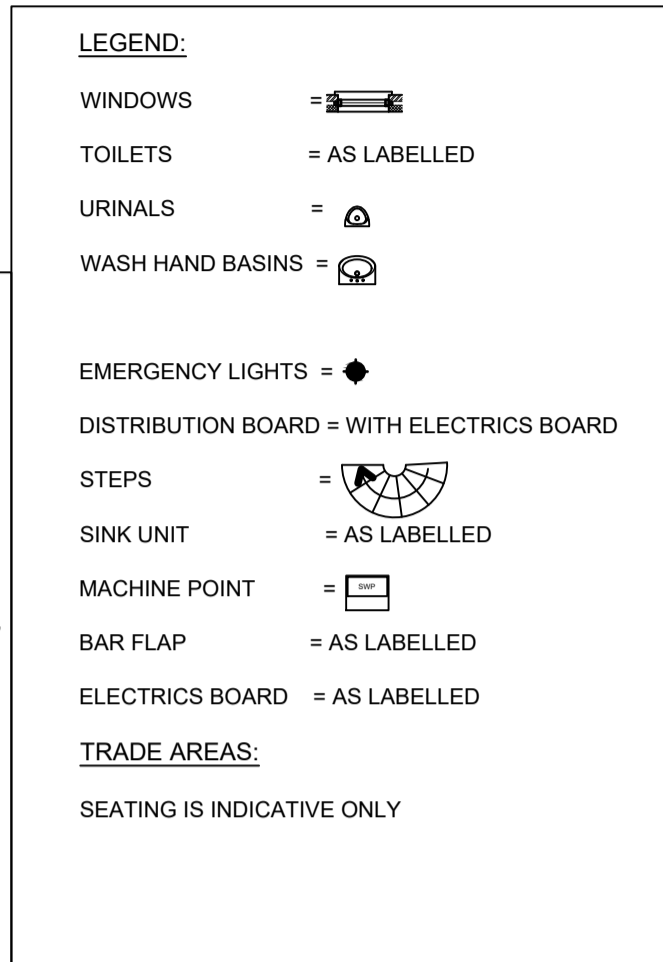 LEGEND:
WINDOWS =
TOILETS = AS LABELLED
URINALS =
WASH HAND BASINS =
EMERGENCY LIGHTS =
DISTRIBUTION BOARD = WITH ELECTRICS BOARD
STEPS =
SINK UNIT = AS LABELLED
MACHINE POINT = SWP
BAR FLAP = AS LABELLED
ELECTRICS BOARD = AS LABELLED
TRADE AREAS:
SEATING IS INDICATIVE ONLY